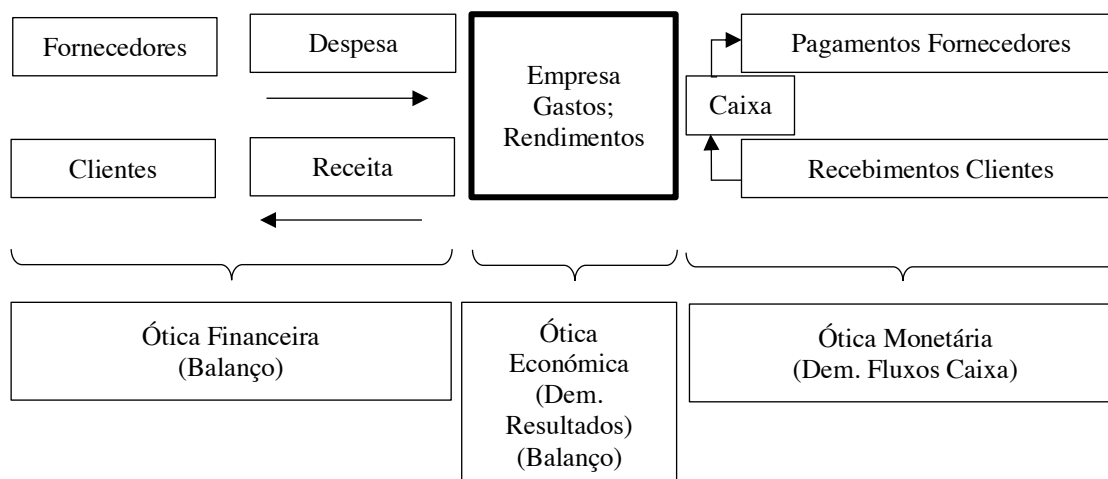 Fornecedores
Despesa
Empresa
Gastos;
Rendimentos
Pagamentos Fornecedores
Caixa
Clientes
Receita
Recebimentos Clientes
Ótica Financeira
(Balanço)
Ótica
Económica
(Dem.
Resultados)
(Balanço)
Ótica Monetária
(Dem. Fluxos Caixa)